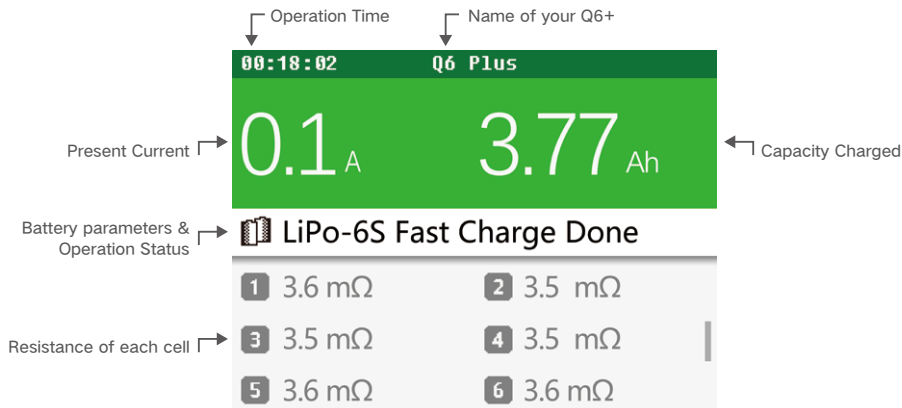 Operation Time
Name of your Q6+
00:18:02 Q6 Plus
Present Current
0.1 A 3.77 Ah
Capacity Charged
Battery parameters &
Operation Status
LiPo-6S Fast Charge Done
1 3.6 mΩ 2 3.5 mΩ
Resistance of each cell
3 3.5 mΩ 4 3.5 mΩ
5 3.6 mΩ 6 3.6 mΩ